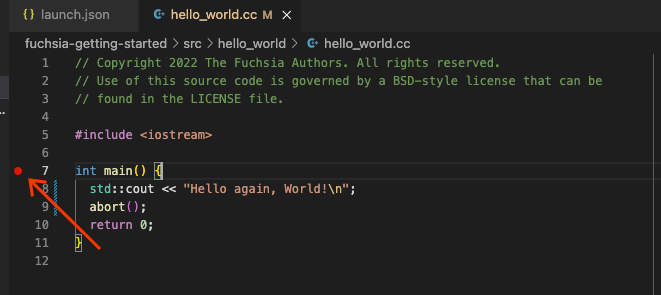 {} launch.json C+ hello_world.cc M ×
fuchsia-getting-started > src > hello_world > C+ hello_world.cc
1 // Copyright 2022 The Fuchsia Authors. All rights reserved.
2 // Use of this source code is governed by a BSD-style license that can be
3 // found in the LICENSE file.
4
5 #include <iostream>
6
7 int main() {
8 std::cout << "Hello again, World!\n";
9 abort();
10 return 0;
11 }
12